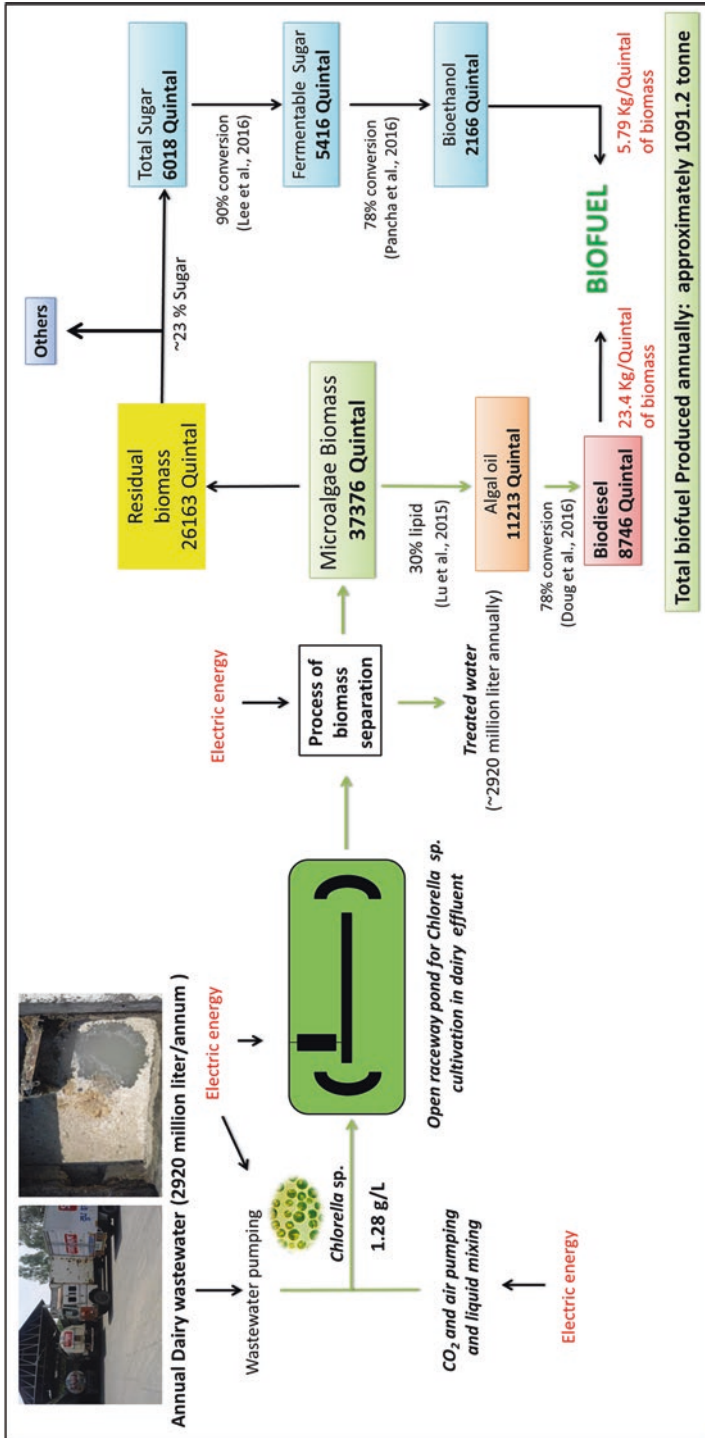 Annual Dairy wastewater (2920 million liter/annum )
Wastewater pumping
Electric energy
Chlorella sp.
1.28 g/L
CO2 and air pumping
and liquid mixing
Electric energy
Open raceway pond for Chlorella sp.
cultivation in dairy effluent
Electric energy
Process of
biomass
separation
Treated water
(~2920 million liter annually)
Others
Residual
biomass
26163 Quintal
~23 % Sugar
Total Sugar
6018 Quintal
90% conversion
(Lee et al., 2016)
Fermentable Sugar
5416 Quintal
78% conversion
(Pancha et al., 2016)
Bioethanol
2166 Quintal
5.79 Kg/Quintal
of biomass
Microalgae Biomass
37376 Quintal
30% lipid
(Lu et al., 2015)
Algal oil
11213 Quintal
78% conversion
(Doug et al., 2016)
Biodiesel
8746 Quintal
23.4 Kg/Quintal
of biomass
BIOFUEL
Total biofuel Produced annually: approximately 1091.2 tonne